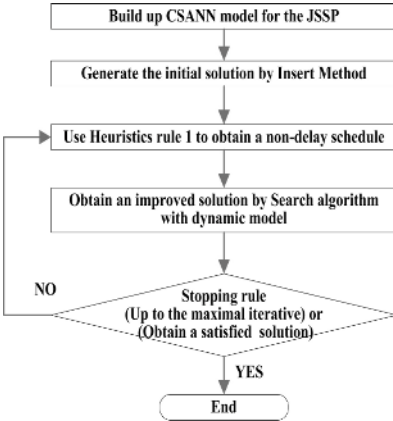 Build up CSANN model for the JSSP
Generate the initial solution by Insert Method
Use Heuristics rule 1 to obtain a non-delay schedule
Obtain an improved solution by Search algorithm
with dynamic model
NO
Stopping rule
(Up to the maximal iterative) or
(Obtain a satisfied solution)
YES
End